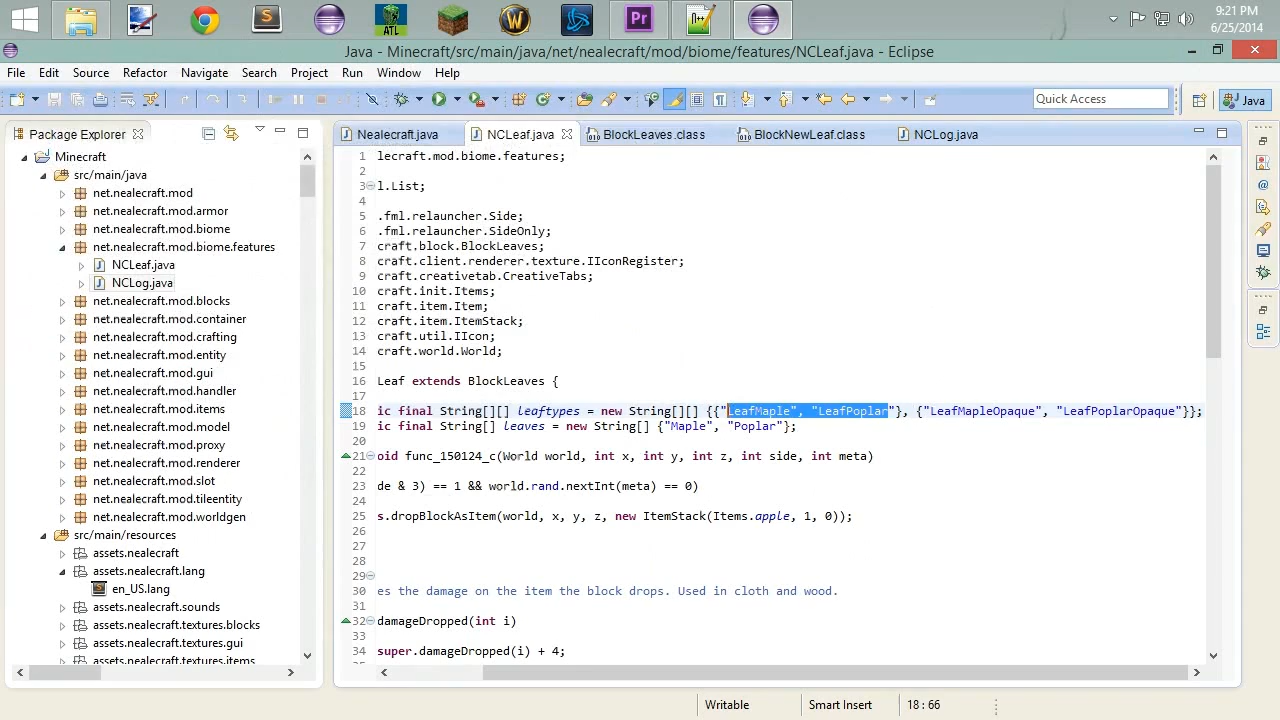 ATL
Pr
9:21 PM
6/25/2014
Java - Minecraft/src/main/java/net/nealecraft/mod/biome/features/NCLeaf.java - Eclipse
File Edit Source Refactor Navigate Search Project Run Window Help
Quick Access
Java
Package Explorer
Nealecraft.java NCLeaf.java BlockLeaves.class BlockNewLeaf.class NCLog.java
Minecraft
src/main/java
net.nealecraft.mod
net.nealecraft.mod.armor
net.nealecraft.mod.biome
net.nealecraft.mod.biome.features
NCLeaf.java
NCLog.java
net.nealecraft.mod.blocks
net.nealecraft.mod.container
net.nealecraft.mod.crafting
net.nealecraft.mod.entity
net.nealecraft.mod.gui
net.nealecraft.mod.handler
net.nealecraft.mod.items
net.nealecraft.mod.model
net.nealecraft.mod.proxy
net.nealecraft.mod.renderer
net.nealecraft.mod.slot
net.nealecraft.mod.tileentity
net.nealecraft.mod.worldgen
src/main/resources
assets.nealecraft
assets.nealecraft.lang
en_US.lang
assets.nealecraft.sounds
assets.nealecraft.textures.blocks
assets.nealecraft.textures.gui
assets.nealecraft.textures.items
1 lecraft.mod.biome.features;
2
3 l.List;
4
5 .fml.relauncher.Side;
6 .fml.relauncher.SideOnly;
7 craft.block.BlockLeaves;
8 craft.client.renderer.texture.IIconRegister;
9 craft.creativetab.CreativeTabs;
10 craft.init.Items;
11 craft.item.Item;
12 craft.item.ItemStack;
13 craft.util.IIcon;
14 craft.world.World;
15
16 Leaf extends BlockLeaves {
17
18 ic final String[][] leaftypes = new String[][] {{"LeafMaple", "LeafPoplar"}, {"LeafMapleOpaque", "LeafPoplarOpaque"}};
19 ic final String[] leaves = new String[] {"Maple", "Poplar"};
20
21 oid func_150124_c(World world, int x, int y, int z, int side, int meta)
22
23 de & 3) == 1 && world.rand.nextInt(meta) == 0)
24
25 s.dropBlockAsItem(world, x, y, z, new ItemStack(Items.apple, 1, 0));
26
27
28
29
30 es the damage on the item the block drops. Used in cloth and wood.
31
32 damageDropped(int i)
33
34 super.damageDropped(i) + 4;
Writable Smart Insert 18 : 66